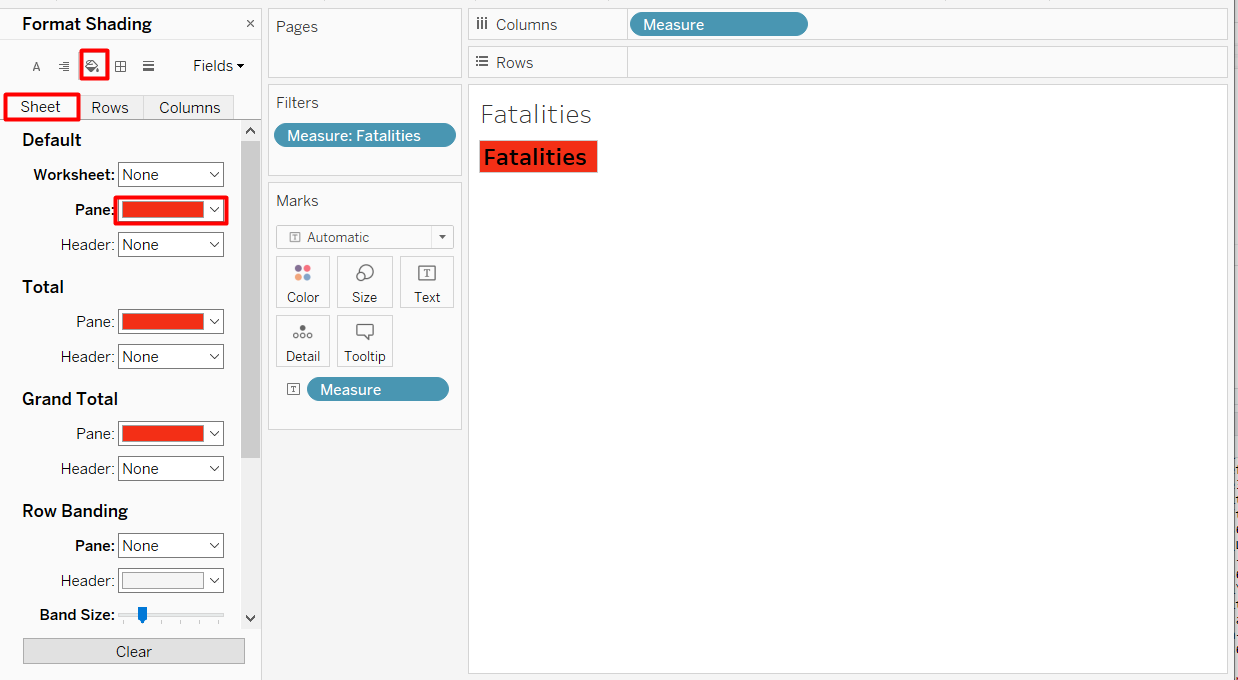 Format Shading
Fields
Sheet Rows Columns
Default
Worksheet: None
Pane:
Header: None
Total
Pane:
Header: None
Grand Total
Pane:
Header: None
Row Banding
Pane: None
Header:
Band Size:
Clear
Pages
Filters
Measure: Fatalities
Marks
T Automatic
Color Size T Text
Detail Tooltip
T Measure
Columns Measure
Rows
Fatalities
Fatalities